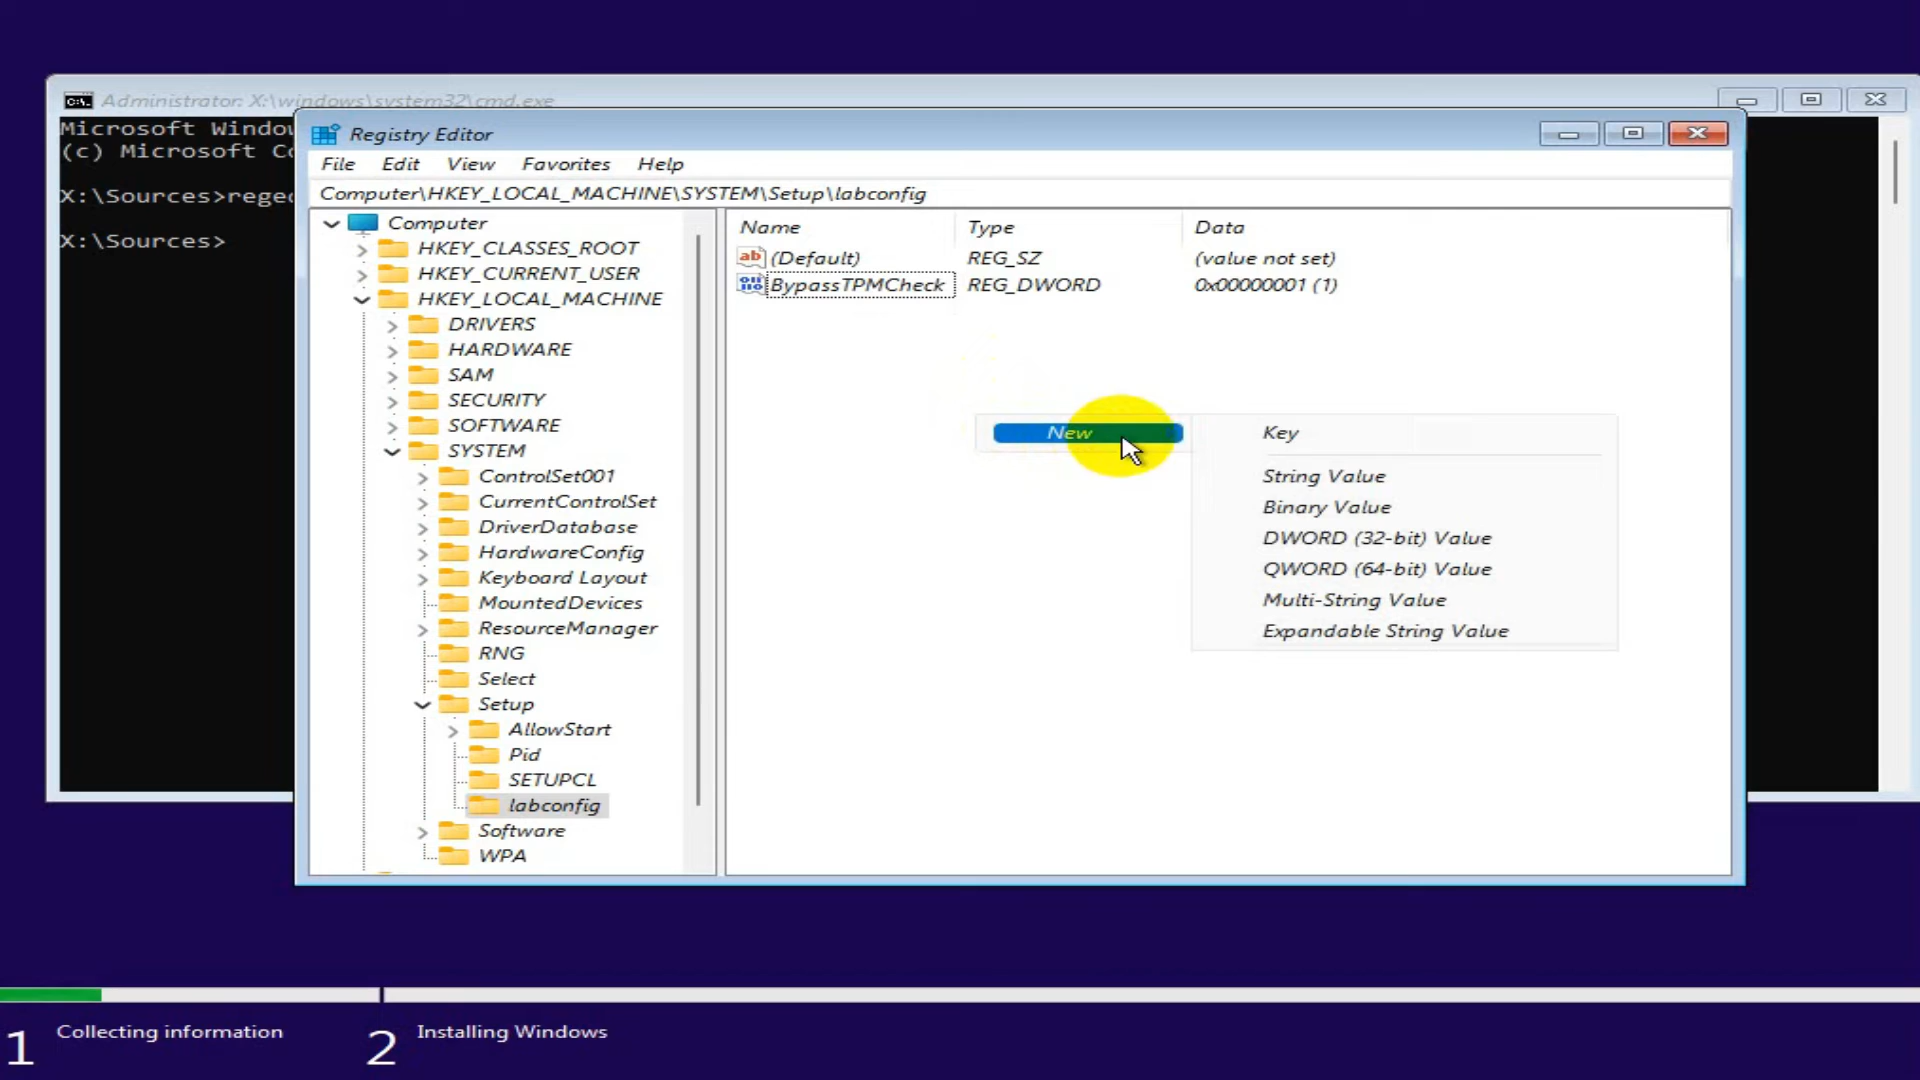 Administrator: X:\windows\system32\cmd.exe
Microsoft Windo
(c) Microsoft Co
X:\Sources>rege
X:\Sources>
Registry Editor
File Edit View Favorites Help
Computer\HKEY_LOCAL_MACHINE\SYSTEM\Setup\labconfig
Computer
HKEY_CLASSES_ROOT
HKEY_CURRENT_USER
HKEY_LOCAL_MACHINE
DRIVERS
HARDWARE
SAM
SECURITY
SOFTWARE
SYSTEM
ControlSet001
CurrentControlSet
DriverDatabase
HardwareConfig
Keyboard Layout
MountedDevices
ResourceManager
RNG
Select
Setup
AllowStart
Pid
SETUPCL
labconfig
Software
WPA
Name Type Data
(Default) REG_SZ (value not set)
BypassTPMCheck REG_DWORD 0x00000001 (1)
New
Key
String Value
Binary Value
DWORD (32-bit) Value
QWORD (64-bit) Value
Multi-String Value
Expandable String Value
1 Collecting information
2 Installing Windows